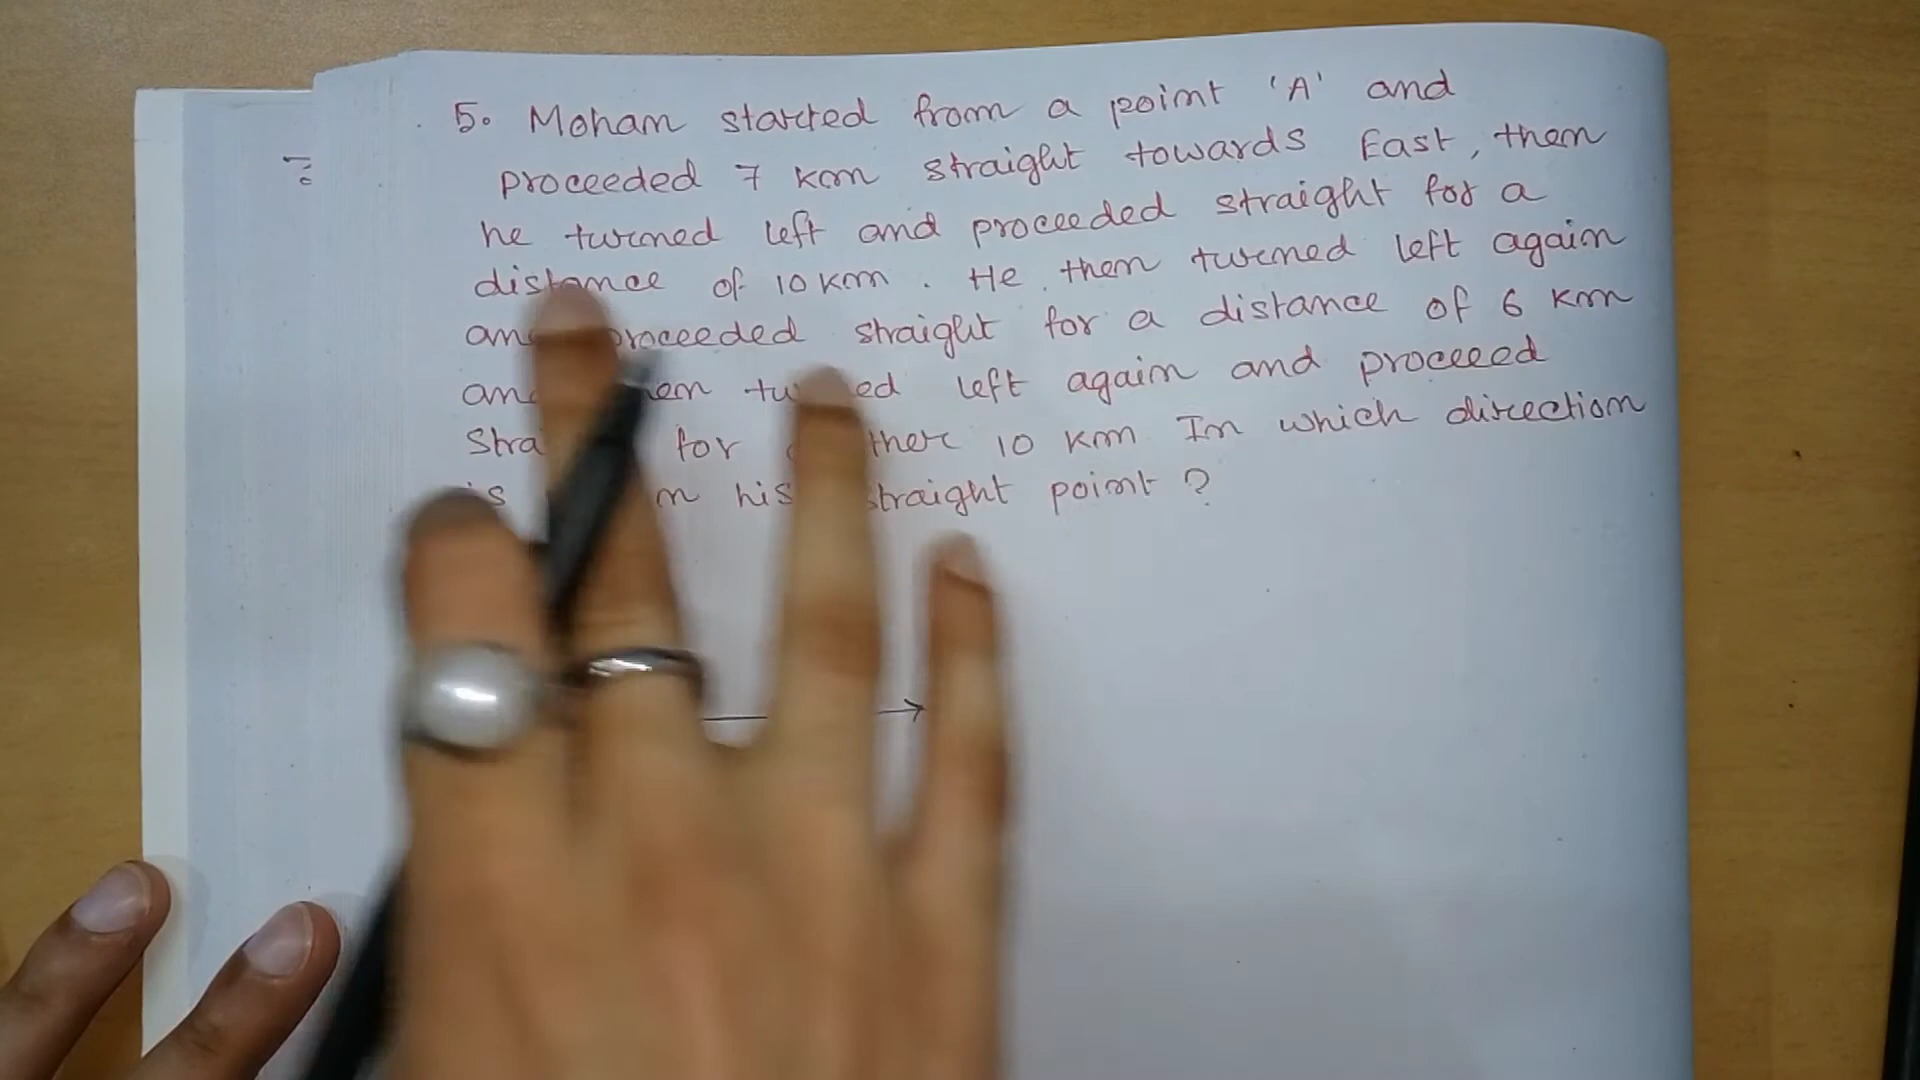 5. Moham started from a point 'A' and
proceeded 7 km straight towards East, then
he turned left and proceeded straight for a
distance of 10 km. He then turned left again
proceeded straight for a distance of 6 km
left again and proceeed
for 10 km In which direction
his straight point?